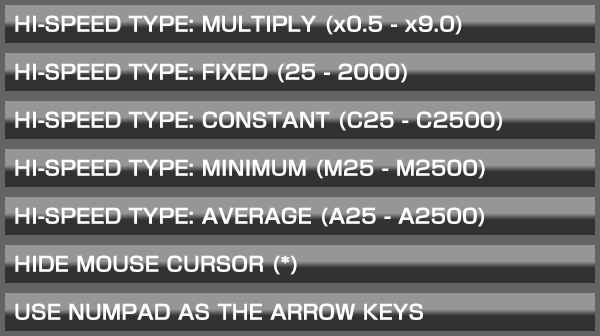 HI-SPEED TYPE: MULTIPLY (x0.5 - x9.0)
HI-SPEED TYPE: FIXED (25 - 2000)
HI-SPEED TYPE: CONSTANT (C25 - C2500)
HI-SPEED TYPE: MINIMUM (M25 - M2500)
HI-SPEED TYPE: AVERAGE (A25 - A2500)
HIDE MOUSE CURSOR (*)
USE NUMPAD AS THE ARROW KEYS